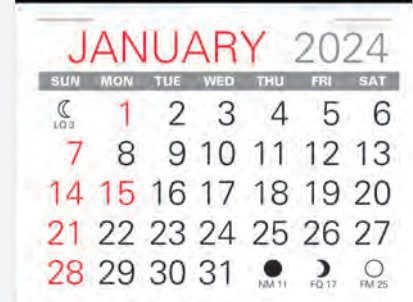 JANUARY 2024
SUN MON TUE WED THU FRI SAT
LQ 3 1 2 3 4 5 6
7 8 9 10 11 12 13
14 15 16 17 18 19 20
21 22 23 24 25 26 27
28 29 30 31 NM 11 FQ 17 FM 25